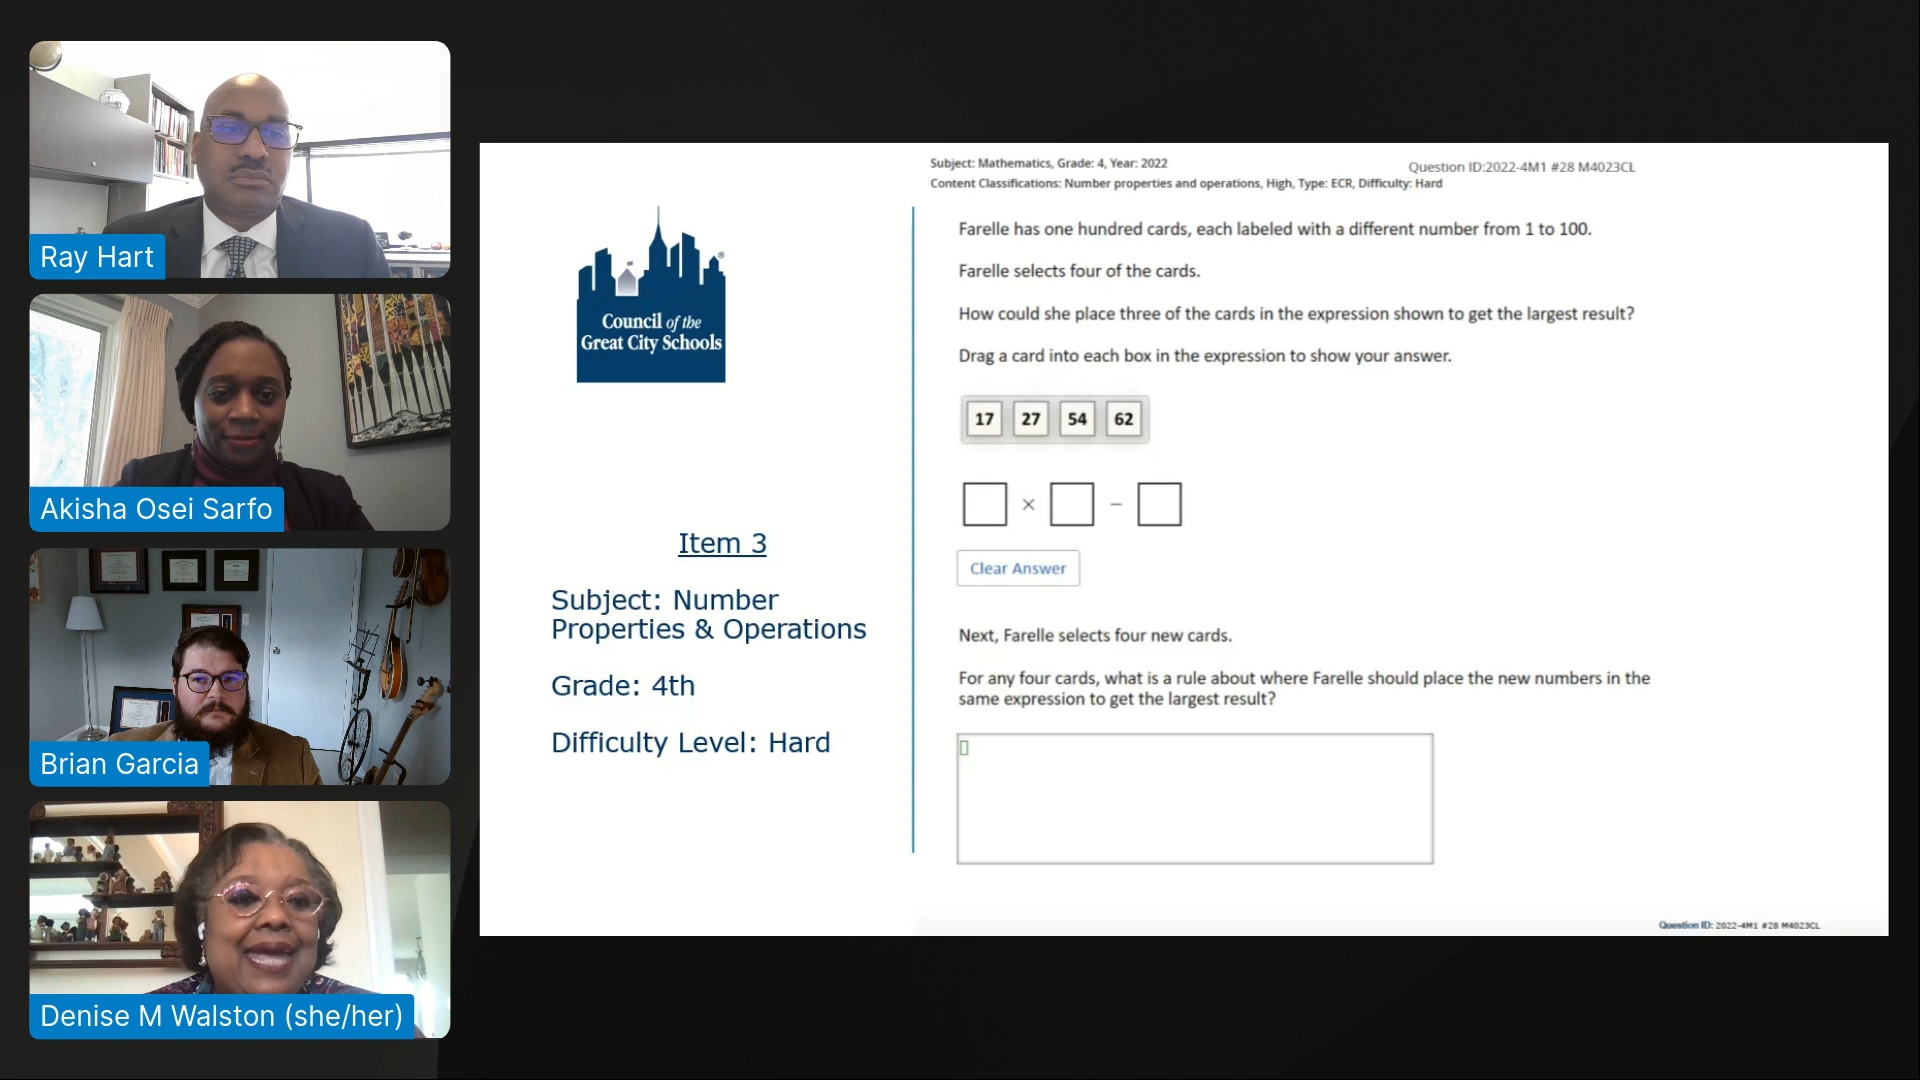 Ray Hart
Akisha Osei Sarfo
Brian Garcia
Denise M Walston (she/her)
Council of the
Great City Schools
®
Item 3
Subject: Number
Properties & Operations
Grade: 4th
Difficulty Level: Hard
Subject: Mathematics, Grade: 4, Year: 2022
Question ID:2022-4M1 #28 M4023CL
Content Classifications: Number properties and operations, High, Type: ECR, Difficulty: Hard
Farelle has one hundred cards, each labeled with a different number from 1 to 100.
Farelle selects four of the cards.
How could she place three of the cards in the expression shown to get the largest result?
Drag a card into each box in the expression to show your answer.
17 27 54 62
× −
Clear Answer
Next, Farelle selects four new cards.
For any four cards, what is a rule about where Farelle should place the new numbers in the
same expression to get the largest result?
Question ID: 2022-4M1 #28 M4023CL